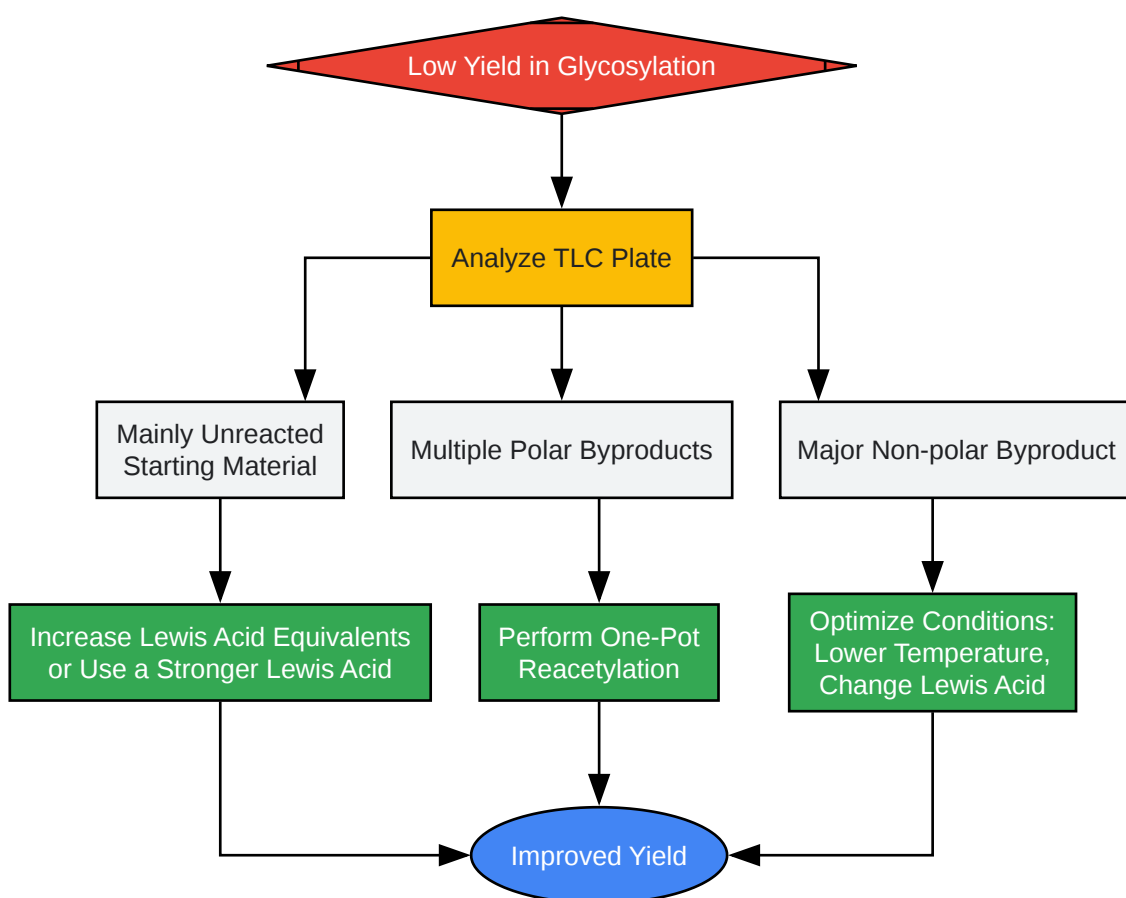 Low Yield in Glycosylation
Analyze TLC Plate
Mainly Unreacted
Starting Material
Multiple Polar Byproducts
Major Non-polar Byproduct
Increase Lewis Acid Equivalents
or Use a Stronger Lewis Acid
Perform One-Pot
Reacetylation
Optimize Conditions:
Lower Temperature,
Change Lewis Acid
Improved Yield